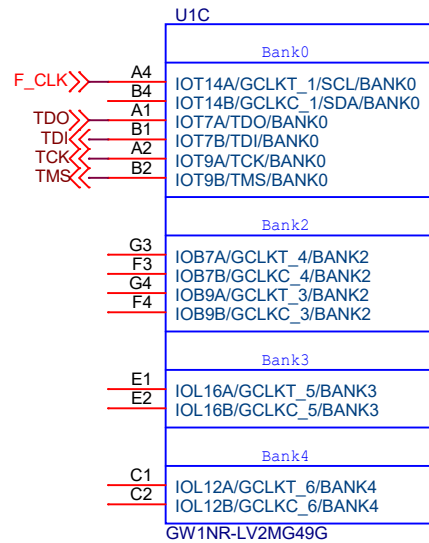 U1C
Bank0
F_CLK A4 IOT14A/GCLKT_1/SCL/BANK0
B4 IOT14B/GCLKC_1/SDA/BANK0
TDO A1 IOT7A/TDO/BANK0
TDI B1 IOT7B/TDI/BANK0
TCK A2 IOT9A/TCK/BANK0
TMS B2 IOT9B/TMS/BANK0
Bank2
G3 IOB7A/GCLKT_4/BANK2
F3 IOB7B/GCLKC_4/BANK2
G4 IOB9A/GCLKT_3/BANK2
F4 IOB9B/GCLKC_3/BANK2
Bank3
E1 IOL16A/GCLKT_5/BANK3
E2 IOL16B/GCLKC_5/BANK3
Bank4
C1 IOL12A/GCLKT_6/BANK4
C2 IOL12B/GCLKC_6/BANK4
GW1NR-LV2MG49G